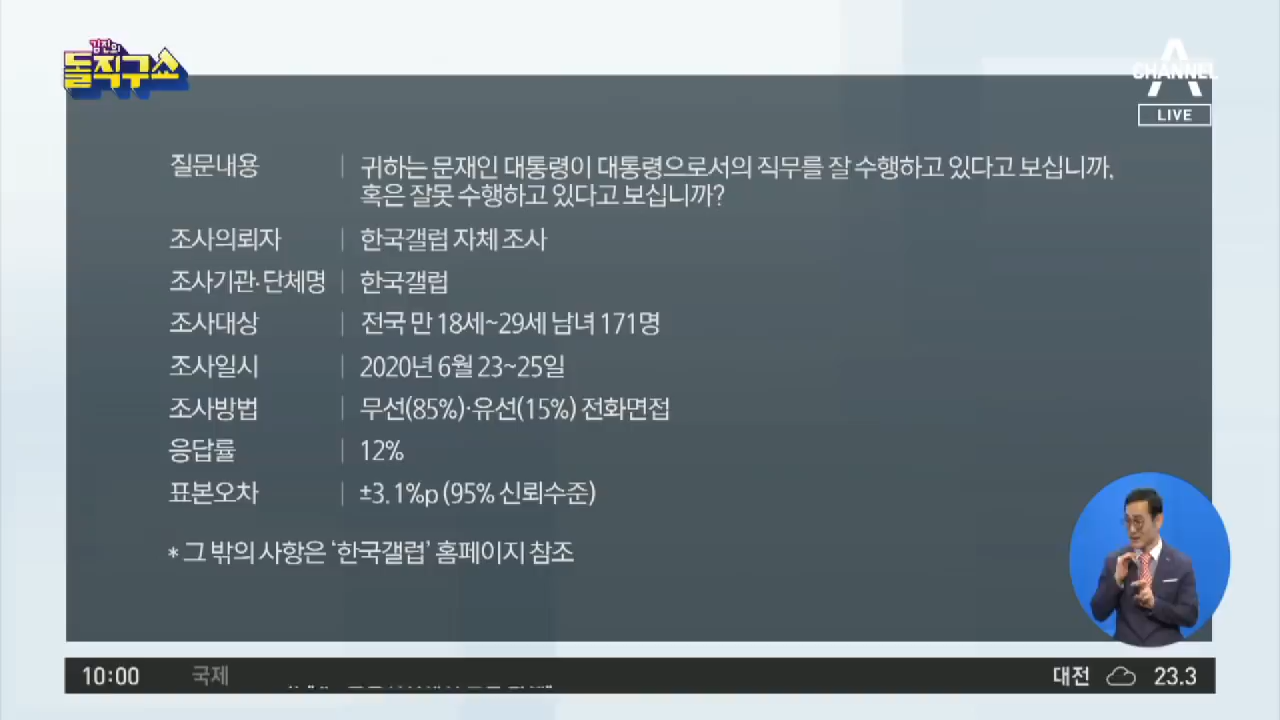 김진의
돌직구쇼
CHANNEL A
LIVE
질문내용 | 귀하는 문재인 대통령이 대통령으로서의 직무를 잘 수행하고 있다고 보십니까,
혹은 잘못 수행하고 있다고 보십니까?
조사의뢰자 | 한국갤럽 자체 조사
조사기관·단체명 | 한국갤럽
조사대상 | 전국 만 18세~29세 남녀 171명
조사일시 | 2020년 6월 23~25일
조사방법 | 무선(85%)·유선(15%) 전화면접
응답률 | 12%
표본오차 | ±3.1%p (95% 신뢰수준)
* 그 밖의 사항은 ‘한국갤럽’ 홈페이지 참조
10:00 국제
대전 23.3